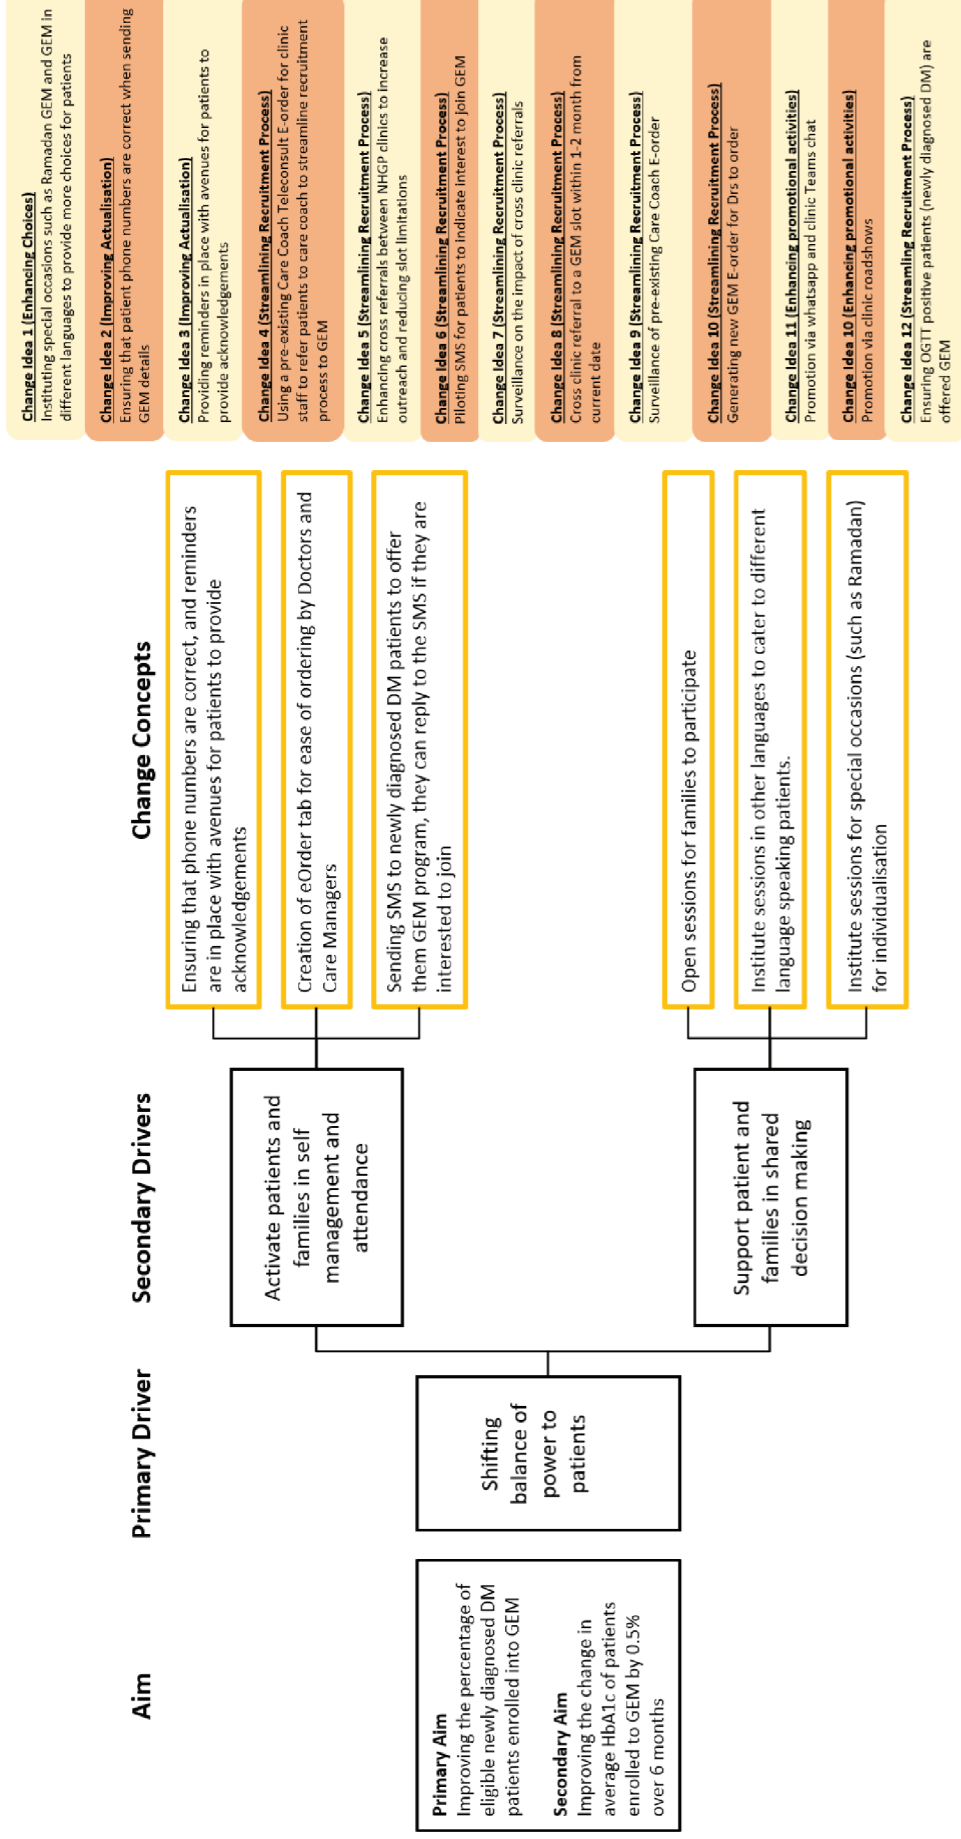 Aim
Primary Driver
Secondary Drivers
Change Concepts
Primary Aim
Improving the percentage of
eligible newly diagnosed DM
patients enrolled into GEM
Secondary Aim
Improving the change in
average HbA1c of patients
enrolled to GEM by 0.5%
over 6 months
Shifting
balance of
power to
patients
Activate patients and
families in self
management and
attendance
Support patient and
families in shared
decision making
Ensuring that phone numbers are correct, and reminders
are in place with avenues for patients to provide
acknowledgements
Creation of eOrder tab for ease of ordering by Doctors and
Care Managers
Sending SMS to newly diagnosed DM patients to offer
them GEM program, they can reply to the SMS if they are
interested to join
Open sessions for families to participate
Institute sessions in other languages to cater to different
language speaking patients.
Institute sessions for special occasions (such as Ramadan)
for individualisation
Change Idea 1 (Enhancing Choices)
Instituting special occasions such as Ramadan GEM and GEM in
different languages to provide more choices for patients
Change Idea 2 (Improving Actualisation)
Ensuring that patient phone numbers are correct when sending
GEM details
Change Idea 3 (Improving Actualisation)
Providing reminders in place with avenues for patients to
provide acknowledgements
Change Idea 4 (Streamlining Recruitment Process)
Using a pre-existing Care Coach Teleconsult E-order for clinic
staff to refer patients to care coach to streamline recruitment
process to GEM
Change Idea 5 (Streamlining Recruitment Process)
Enhancing cross referrals between NHGP clinics to increase
outreach and reducing slot limitations
Change Idea 6 (Streamlining Recruitment Process)
Piloting SMS for patients to indicate interest to join GEM
Change Idea 7 (Streamlining Recruitment Process)
Surveillance on the impact of cross clinic referrals
Change Idea 8 (Streamlining Recruitment Process)
Cross clinic referral to a GEM slot within 1-2 month from
current date
Change Idea 9 (Streamlining Recruitment Process)
Surveillance of pre-existing Care Coach E-order
Change Idea 10 (Streamlining Recruitment Process)
Generating new GEM E-order for Drs to order
Change Idea 11 (Enhancing promotional activities)
Promotion via whatsapp and clinic Teams chat
Change Idea 10 (Enhancing promotional activities)
Promotion via clinic roadshows
Change Idea 12 (Streamling Recruitment Process)
Ensuring OGTT positive patients (newly diagnosed DM) are
offered GEM